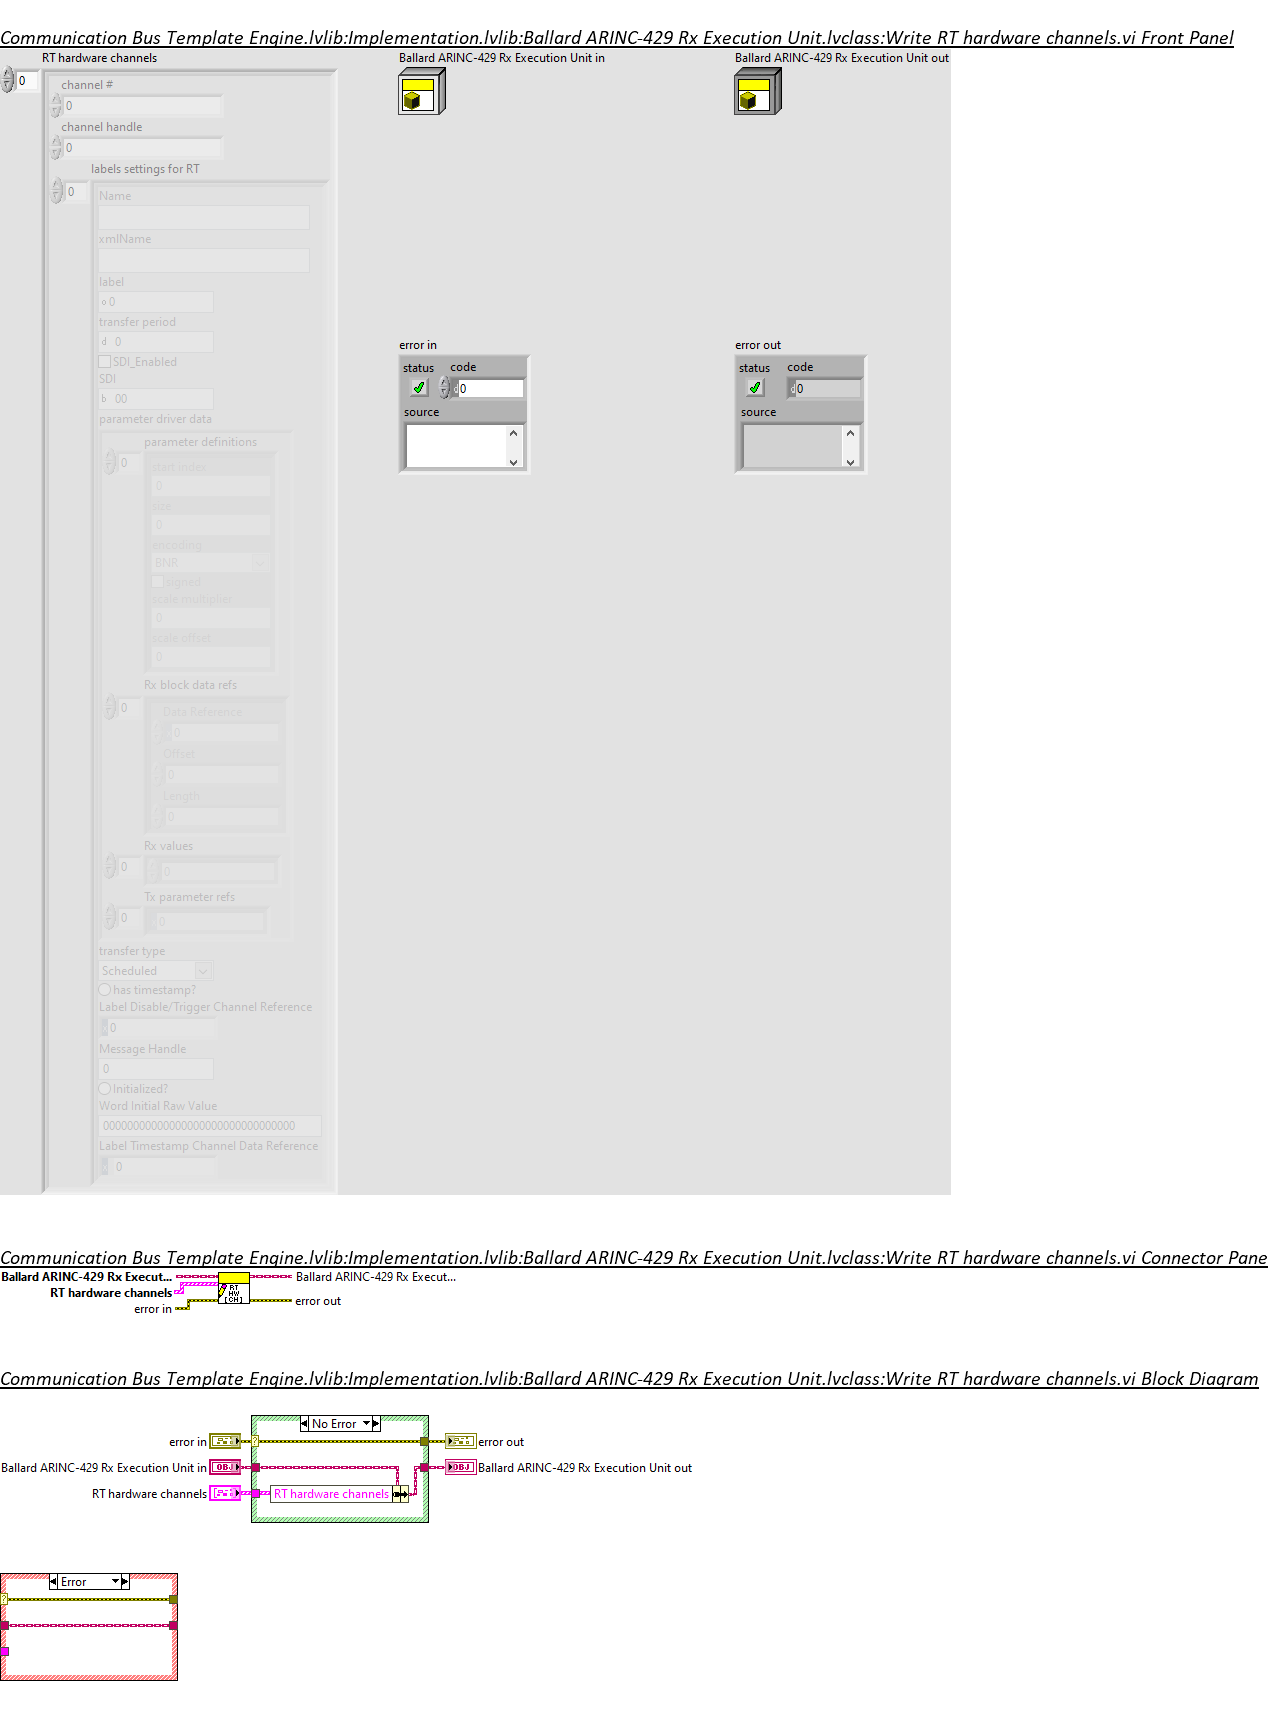 Communication Bus Template Engine.lvlib:Implementation.lvlib:Ballard ARINC-429 Rx Execution Unit.lvclass:Write RT hardware channels.vi Front Panel
RT hardware channels
Ballard ARINC-429 Rx Execution Unit in
Ballard ARINC-429 Rx Execution Unit out
0
channel #
0
channel handle
0
labels settings for RT
0
Name
xmlName
label
o 0
transfer period
d 0
SDI_Enabled
SDI
b 00
parameter driver data
parameter definitions
0
start index
0
size
0
encoding
BNR
signed
scale multiplier
0
scale offset
0
Rx block data refs
0
Data Reference
0
Offset
0
Length
0
Rx values
0
0
Tx parameter refs
0
0
transfer type
Scheduled
has timestamp?
Label Disable/Trigger Channel Reference
0
Message Handle
0
Initialized?
Word Initial Raw Value
00000000000000000000000000000000
Label Timestamp Channel Data Reference
0
error in
status code
d 0
source
error out
status code
d 0
source
Communication Bus Template Engine.lvlib:Implementation.lvlib:Ballard ARINC-429 Rx Execution Unit.lvclass:Write RT hardware channels.vi Connector Pane
Ballard ARINC-429 Rx Execut...
RT hardware channels
error in
RT
HW
[CH]
Ballard ARINC-429 Rx Execut...
error out
Communication Bus Template Engine.lvlib:Implementation.lvlib:Ballard ARINC-429 Rx Execution Unit.lvclass:Write RT hardware channels.vi Block Diagram
No Error
error in
?
error out
Ballard ARINC-429 Rx Execution Unit in
OBJ
OBJ
Ballard ARINC-429 Rx Execution Unit out
RT hardware channels
RT hardware channels
Error
?